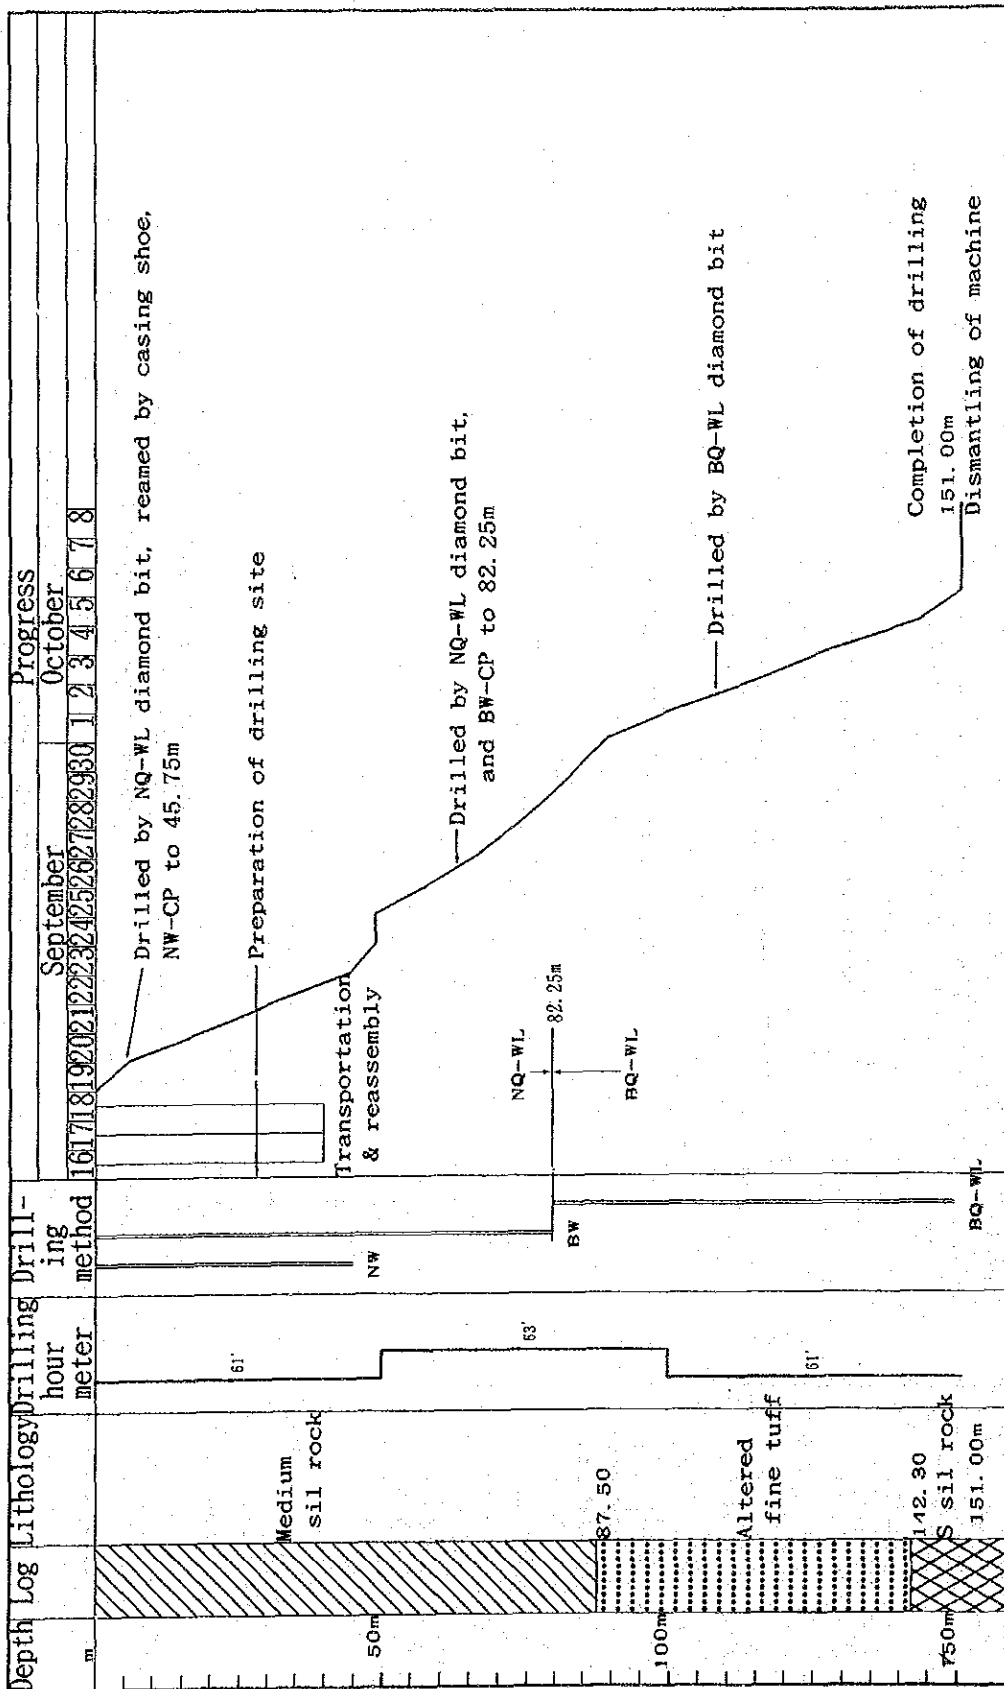 Depth
Log
Lithology
Drilling
hour
meter
Drill-
ing
method
Progress
September
October
16 17 18 19 20 21 22 23 24 25 26 27 28 29 30 1 2 3 4 5 6 7 8
m
50m
100m
150m
Medium
sil rock
87.50
Altered
fine tuff
142.30
S sil rock
151.00m
61'
63'
61'
NW
BW
BQ-WL
NQ-WL
82.25m
BQ-WL
Transportation
& reassembly
Preparation of drilling site
Drilled by NQ-WL diamond bit, reamed by casing shoe,
NW-CP to 45.75m
Drilled by NQ-WL diamond bit,
and BW-CP to 82.25m
Drilled by BQ-WL diamond bit
Completion of drilling
151.00m
Dismantling of machine